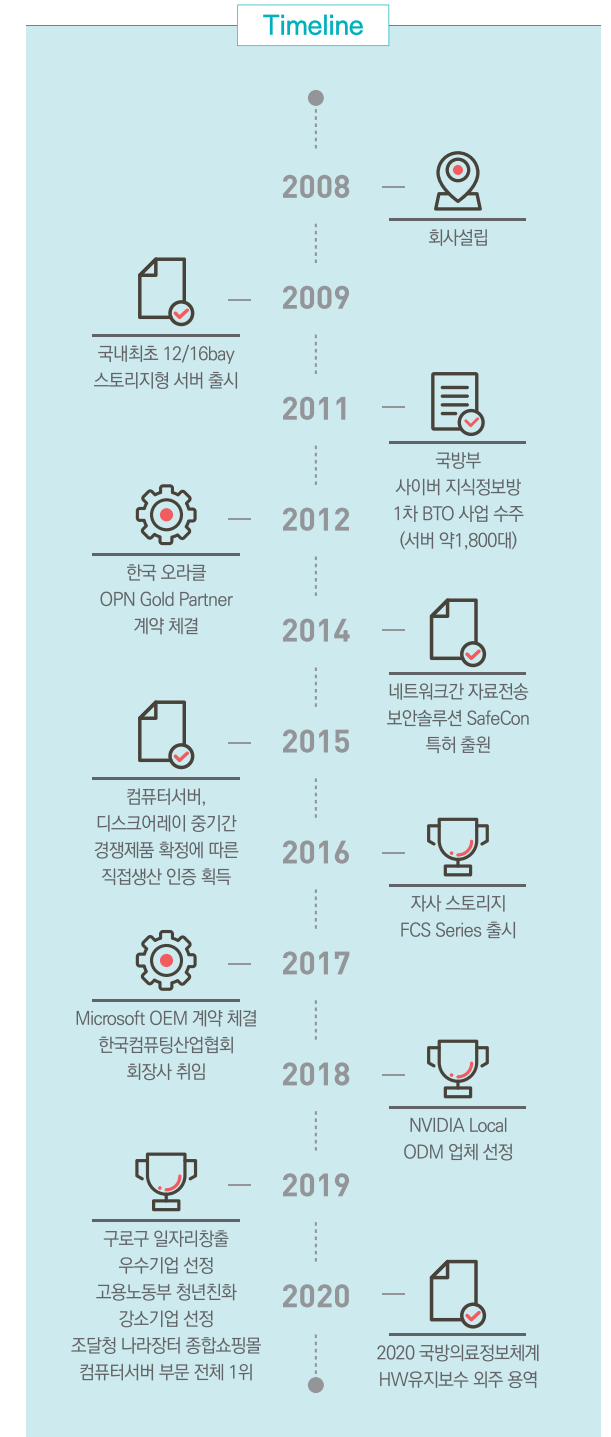 Timeline
2008
회사설립
2009
국내최초 12/16bay
스토리지형 서버 출시
2011
국방부
사이버 지식정보방
1차 BTO 사업 수주
(서버 약1,800대)
2012
한국 오라클
OPN Gold Partner
계약 체결
2014
네트워크간 자료전송
보안솔루션 SafeCon
특허 출원
2015
컴퓨터서버,
디스크어레이 중기간
경쟁제품 확정에 따른
직접생산 인증 획득
2016
자사 스토리지
FCS Series 출시
2017
Microsoft OEM 계약 체결
한국컴퓨팅산업협회
회장사 취임
2018
NVIDIA Local
ODM 업체 선정
2019
구로구 일자리창출
우수기업 선정
고용노동부 청년친화
강소기업 선정
조달청 나라장터 종합쇼핑몰
컴퓨터서버 부문 전체 1위
2020
2020 국방의료정보체계
HW유지보수 외주 용역